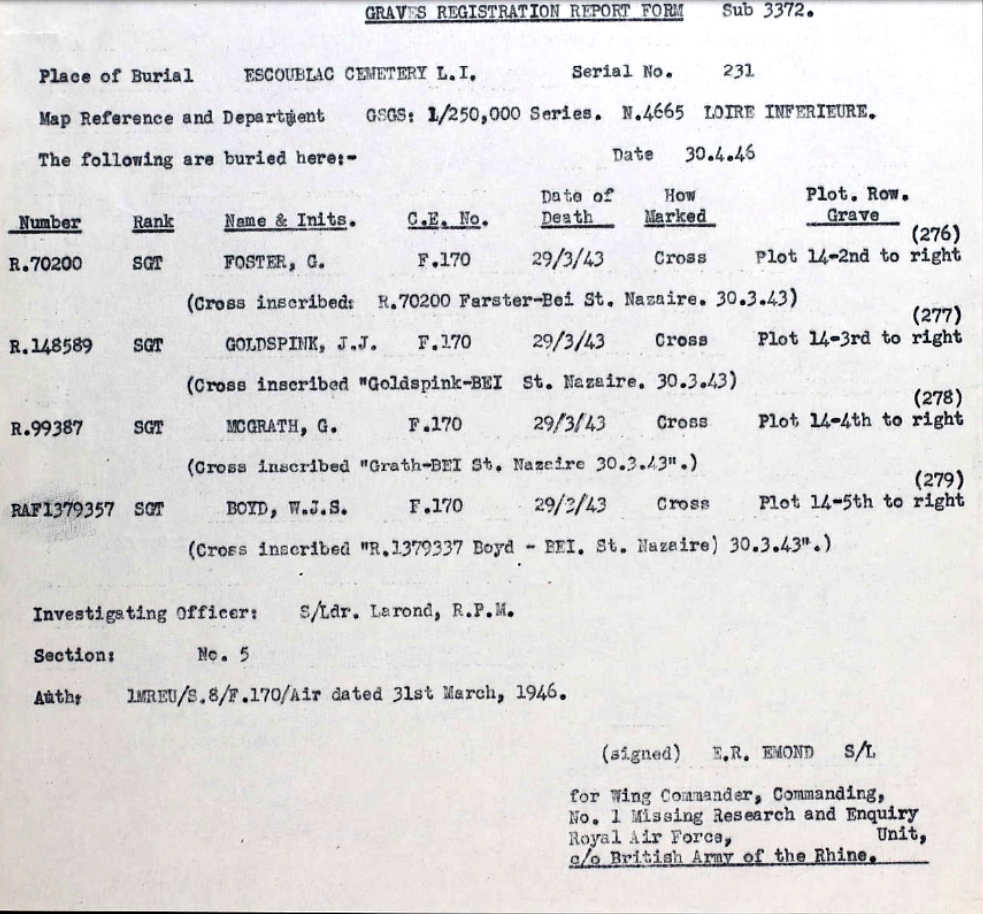 GRAVES REGISTRATION REPORT FORM Sub 3372.
Place of Burial ESCOUBLAC CEMETERY L.I. Serial No. 231
Map Reference and Department GSGS: 1/250,000 Series. N.4665 LOIRE INFERIEURE.
The following are buried here:- Date 30.4.46
Number Rank Name & Inits. C.E. No. Date of Death How Marked Plot. Row. Grave
(276)
R.70200 SGT FOSTER, G. F.170 29/3/43 Cross Plot 14-2nd to right
(Cross inscribed: R.70200 Farster-Bei St. Nazaire. 30.3.43)
(277)
R.148589 SGT GOLDSPINK, J.J. F.170 29/3/43 Cross Plot 14-3rd to right
(Cross inscribed "Goldspink-BEI St. Nazaire. 30.3.43)
(278)
R.99387 SGT MCGRATH, G. F.170 29/3/43 Cross Plot 14-4th to right
(Cross inscribed "Grath-BEI St. Nazaire 30.3.43".)
(279)
RAF1379357 SGT BOYD, W.J.S. F.170 29/3/43 Cross Plot 14-5th to right
(Cross inscribed "R.1379337 Boyd - BEI. St. Nazaire) 30.3.43".)
Investigating Officer: S/Ldr. Larond, R.P.M.
Section: No. 5
Auth: 1MREU/S.8/F.170/Air dated 31st March, 1946.
(signed) E.R. EMOND S/L
for Wing Commander, Commanding,
No. 1 Missing Research and Enquiry
Royal Air Force, Unit,
c/o British Army of the Rhine.